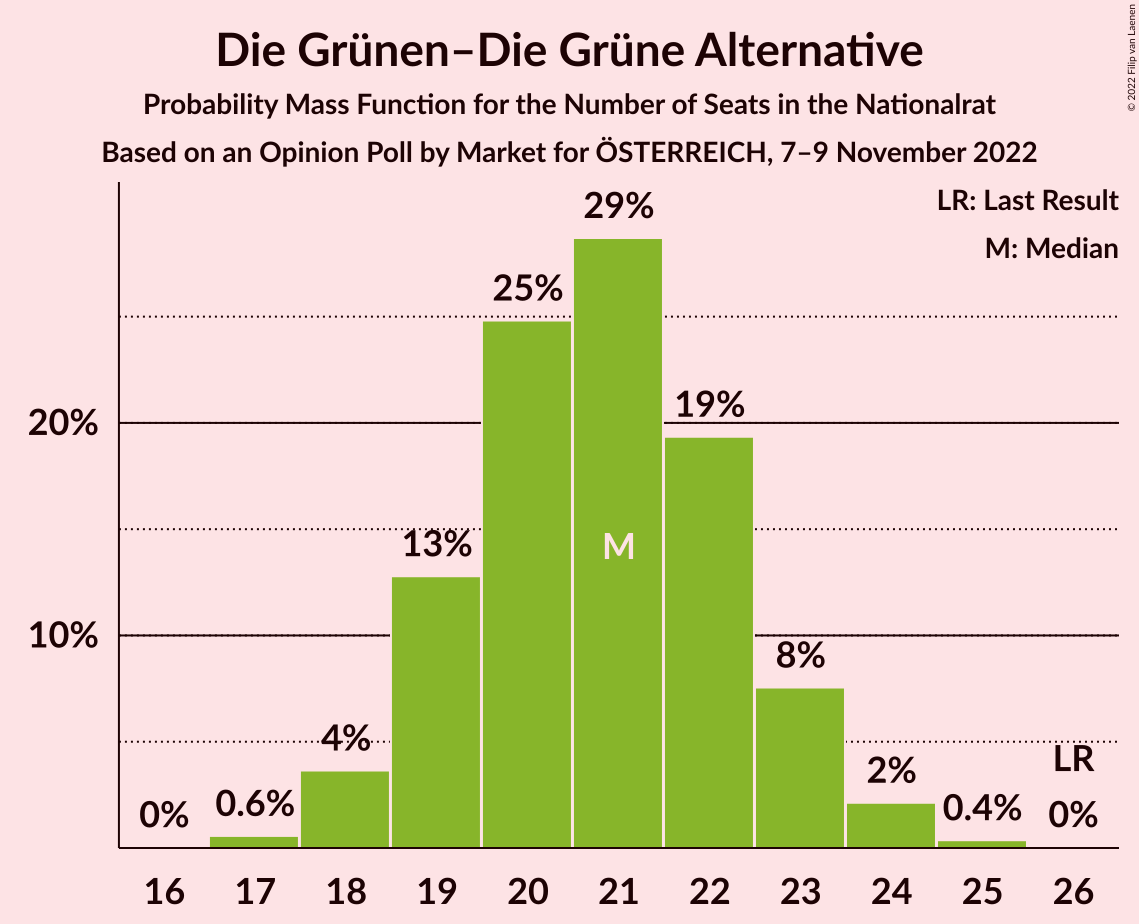 Die Grünen–Die Grüne Alternative
Probability Mass Function for the Number of Seats in the Nationalrat
Based on an Opinion Poll by Market for ÖSTERREICH, 7–9 November 2022
© 2022 Filip van Laenen
LR: Last Result
M: Median
29%
25%
20%
19%
13%
M
10%
8%
4%
2%
LR
0%
0.6%
0.4%
0%
16 17 18 19 20 21 22 23 24 25 26